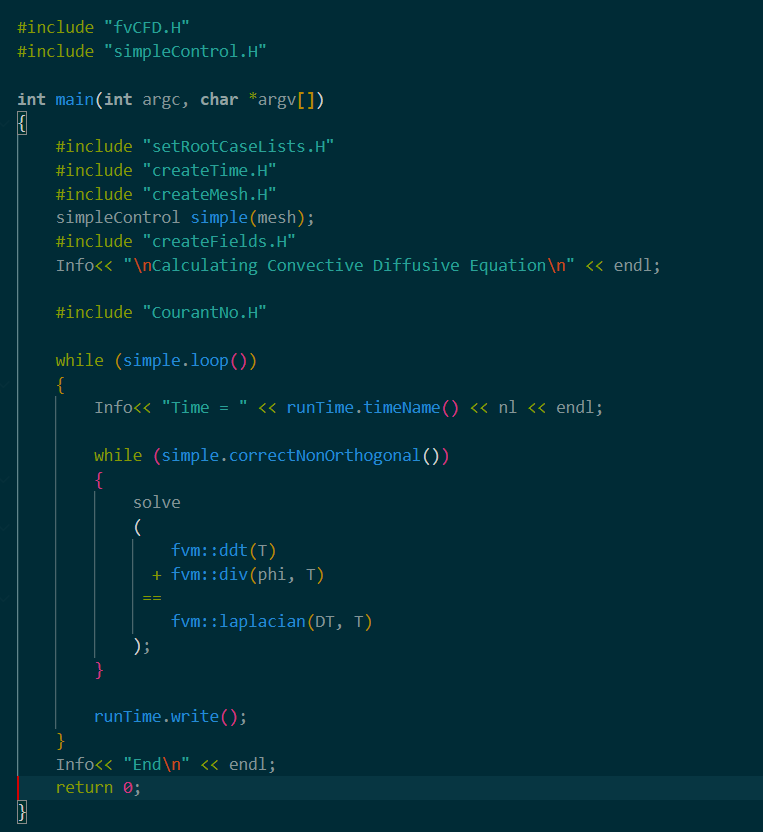 #include "fvCFD.H"
#include "simpleControl.H"

int main(int argc, char *argv[])
{
    #include "setRootCaseLists.H"
    #include "createTime.H"
    #include "createMesh.H"
    simpleControl simple(mesh);
    #include "createFields.H"
    Info<< "\nCalculating Convective Diffusive Equation\n" << endl;

    #include "CourantNo.H"

    while (simple.loop())
    {
        Info<< "Time = " << runTime.timeName() << nl << endl;

        while (simple.correctNonOrthogonal())
        {
            solve
            (
                fvm::ddt(T)
              + fvm::div(phi, T)
             ==
                fvm::laplacian(DT, T)
            );
        }

        runTime.write();
    }
    Info<< "End\n" << endl;
    return 0;
}